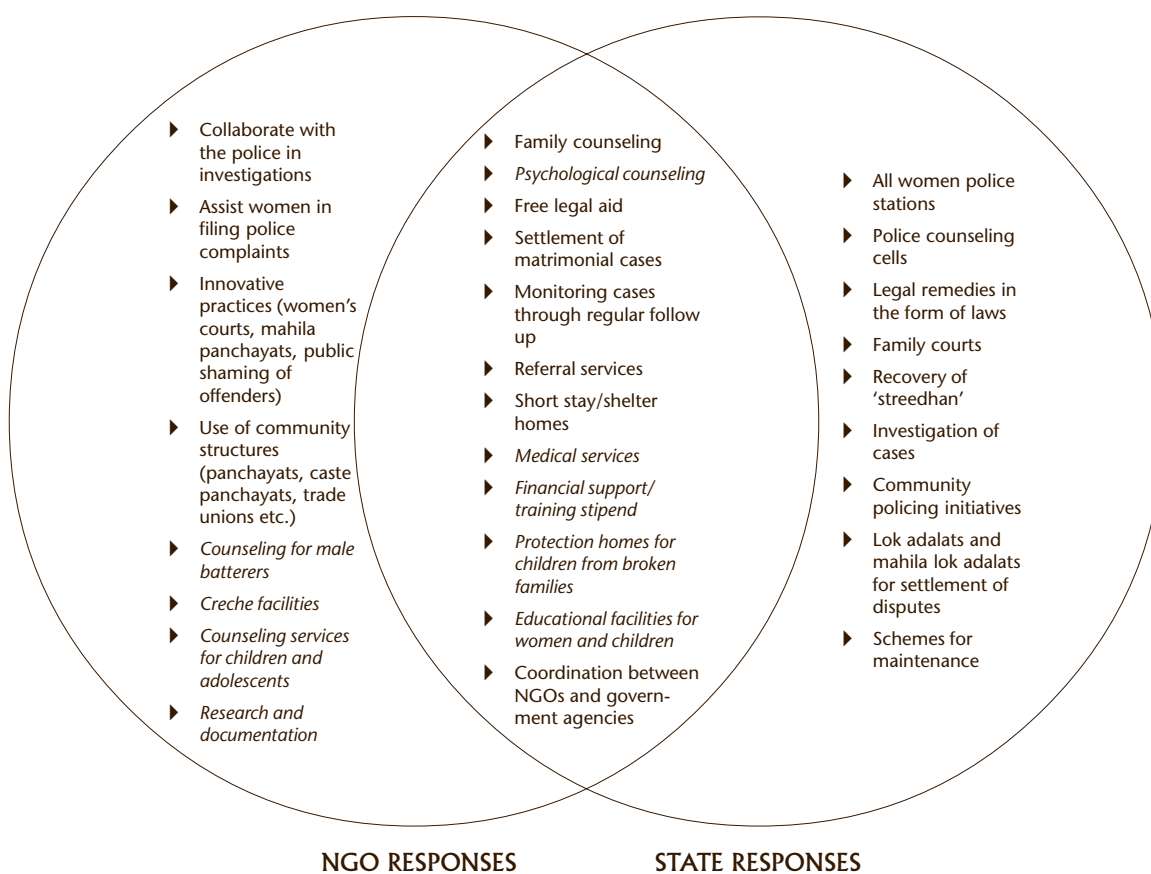 Collaborate with
the police in
investigations
Assist women in
filing police
complaints
Innovative
practices (women's
courts, mahila
panchayats, public
shaming of
offenders)
Use of community
structures
(panchayats, caste
panchayats, trade
unions etc.)
Counseling for male
batterers
Creche facilities
Counseling services
for children and
adolescents
Research and
documentation
Family counseling
Psychological counseling
Free legal aid
Settlement of
matrimonial cases
Monitoring cases
through regular follow
up
Referral services
Short stay/shelter
homes
Medical services
Financial support/
training stipend
Protection homes for
children from broken
families
Educational facilities for
women and children
Coordination between
NGOs and govern-
ment agencies
All women police
stations
Police counseling
cells
Legal remedies in
the form of laws
Family courts
Recovery of
‘streedhan’
Investigation of
cases
Community
policing initiatives
Lok adalats and
mahila lok adalats
for settlement of
disputes
Schemes for
maintenance
NGO RESPONSES
STATE RESPONSES